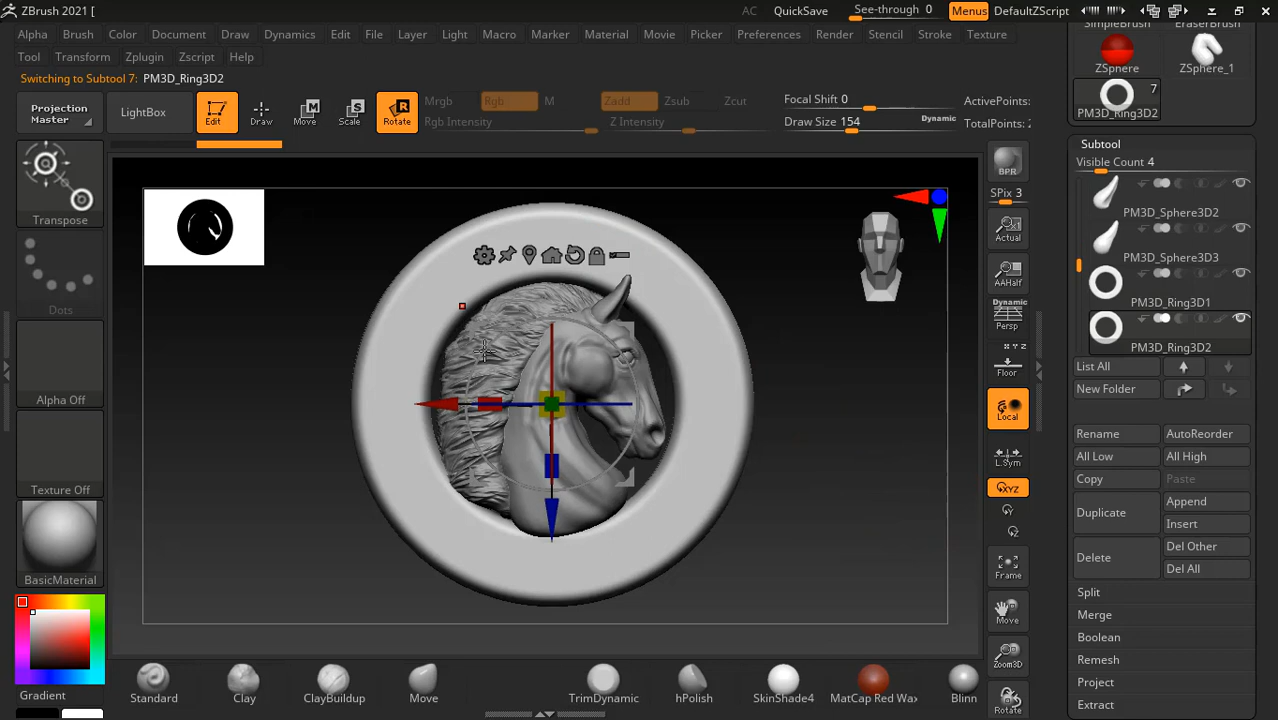 ZBrush 2021 [
AC QuickSave See-through 0 Menus DefaultZScript
Alpha Brush Color Document Draw Dynamics Edit File Layer Light Macro Marker Material Movie Picker Preferences Render Stencil Stroke Texture
Tool Transform Zplugin Zscript Help
Switching to Subtool 7: PM3D_Ring3D2
Projection
Master
LightBox
Edit
Draw
Move
Scale
Rotate
Mrgb Rgb M Zadd Zsub Zcut
Rgb Intensity Z Intensity
Focal Shift 0
Draw Size 154 Dynamic
ActivePoints:
TotalPoints: 2
Transpose
Dots
Alpha Off
Texture Off
BasicMaterial
Gradient
BPR
SPix 3
Actual
AAHalf
Dynamic
Persp
X Y Z
Floor
Local
L.Sym
XYZ
Y
Z
Frame
Move
Zoom3D
Rotate
SimpleBrush EraserBrush
ZSphere ZSphere_1
7
PM3D_Ring3D2
Subtool
Visible Count 4
PM3D_Sphere3D2
PM3D_Sphere3D3
PM3D_Ring3D1
PM3D_Ring3D2
List All
New Folder
Rename AutoReorder
All Low All High
Copy Paste
Duplicate Append
Insert
Delete Del Other
Del All
Split
Merge
Boolean
Remesh
Project
Extract
Standard Clay ClayBuildup Move TrimDynamic hPolish SkinShade4 MatCap Red Wax Blinn